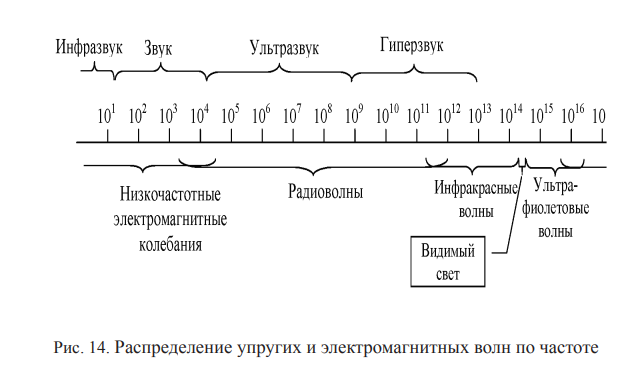 Инфразвук Звук Ультразвук Гиперзвук
10¹ 10² 10³ 10⁴ 10⁵ 10⁶ 10⁷ 10⁸ 10⁹ 10¹⁰ 10¹¹ 10¹² 10¹³ 10¹⁴ 10¹⁵ 10¹⁶ 10
Низкочастотные
электромагнитные
колебания
Радиоволны
Инфракрасные
волны
Ультра-
фиолетовые
волны
Видимый
свет
Рис. 14. Распределение упругих и электромагнитных волн по частоте